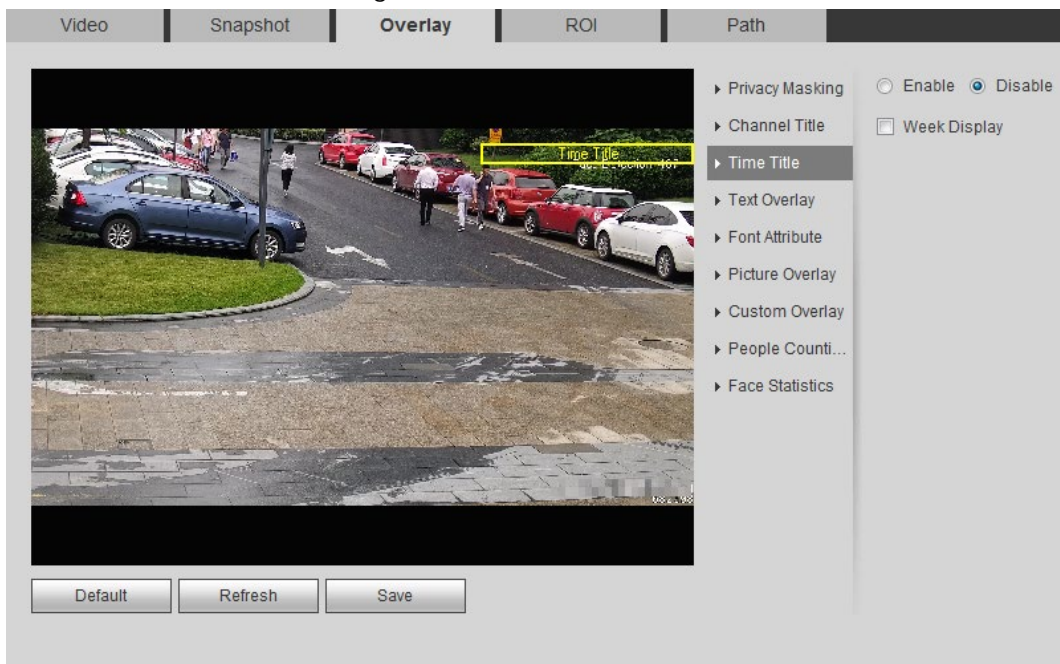 Video Snapshot Overlay ROI Path
Privacy Masking
Channel Title
Time Title
Text Overlay
Font Attribute
Picture Overlay
Custom Overlay
People Counti...
Face Statistics
Enable Disable
Week Display
Time Title
Default Refresh Save